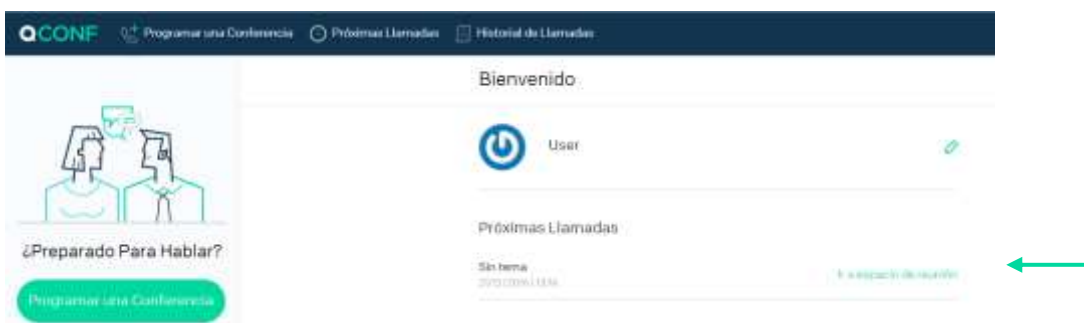 QCONF Programar una Conferencia Próximas Llamadas Historial de Llamadas
Bienvenido
User
Próximas Llamadas
¿Preparado Para Hablar?
Sin tema
Ir a espacio de reunión
Programar una Conferencia